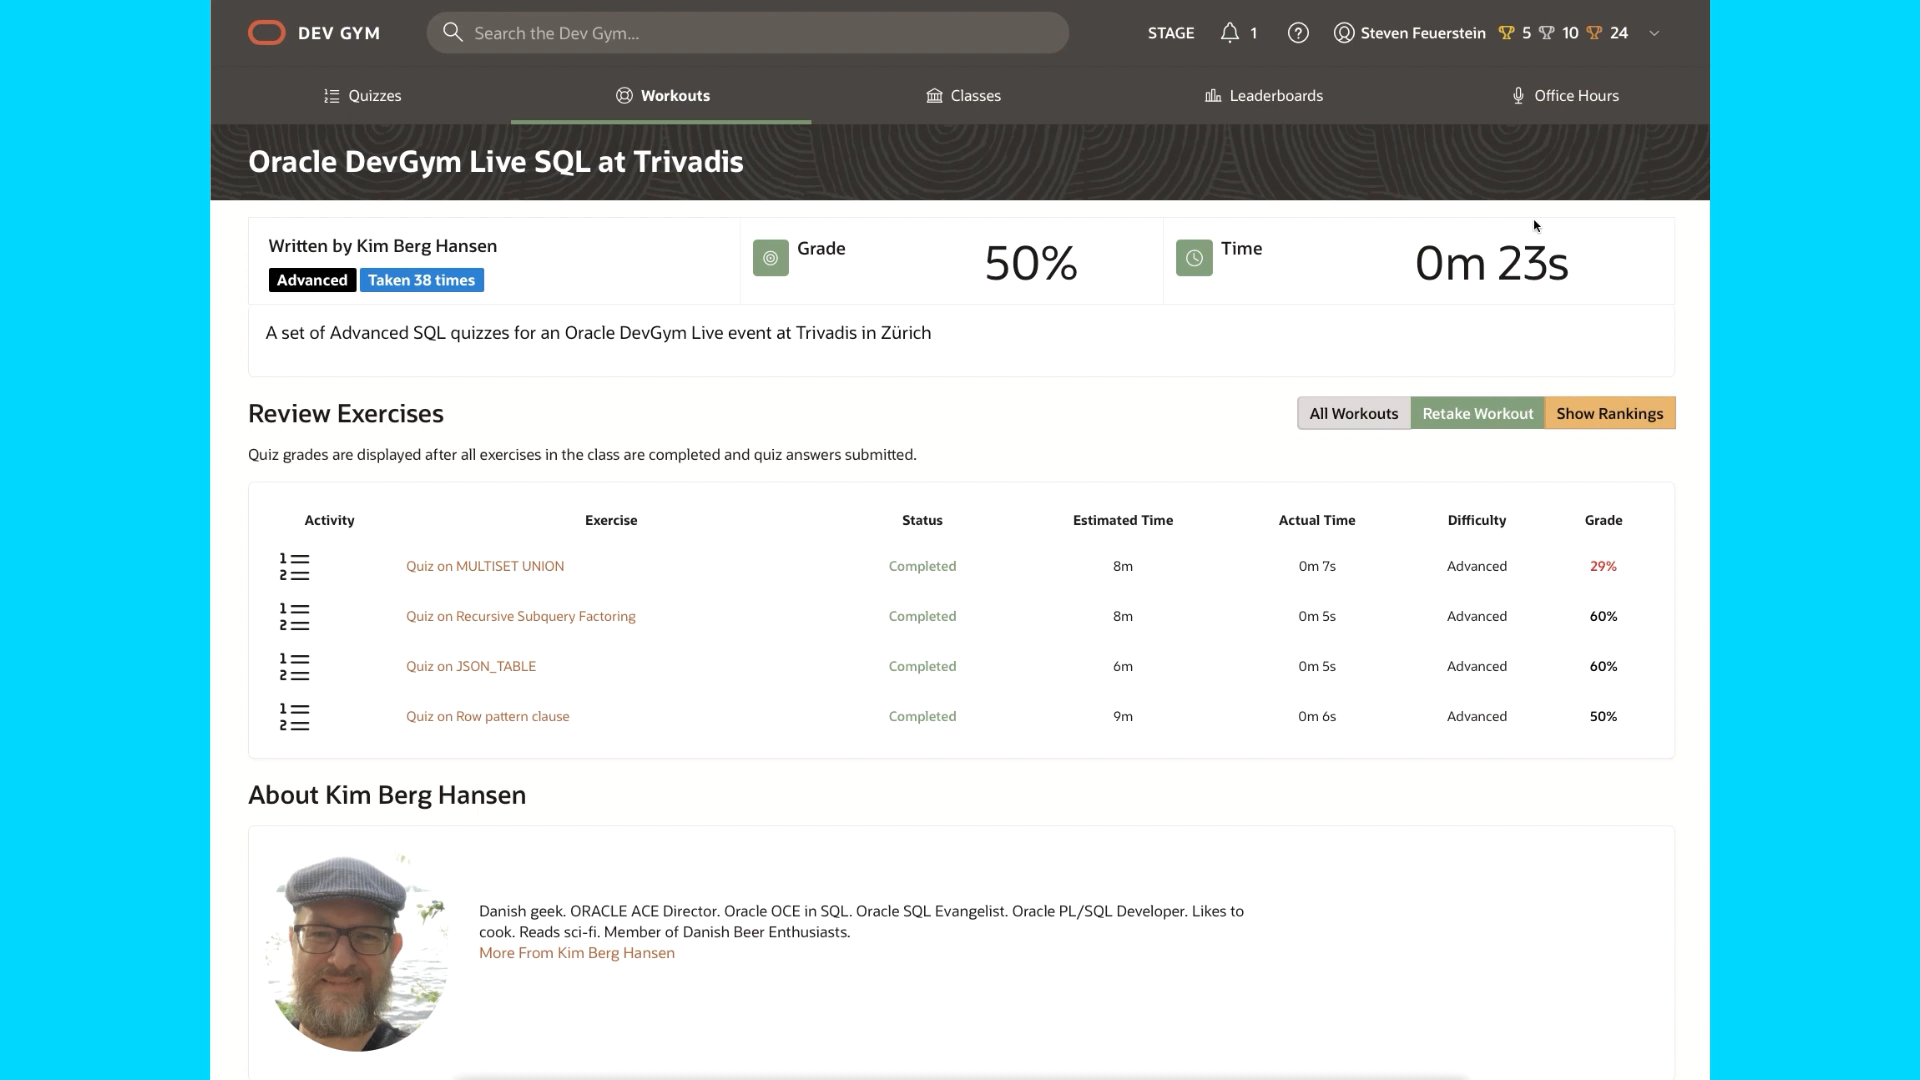 DEV GYM
Search the Dev Gym...
STAGE
1
Steven Feuerstein 5 10 24
Quizzes
Workouts
Classes
Leaderboards
Office Hours
Oracle DevGym Live SQL at Trivadis
Written by Kim Berg Hansen
Advanced Taken 38 times
Grade
50%
Time
0m 23s
A set of Advanced SQL quizzes for an Oracle DevGym Live event at Trivadis in Zürich
Review Exercises
All Workouts Retake Workout Show Rankings
Quiz grades are displayed after all exercises in the class are completed and quiz answers submitted.
Activity Exercise Status Estimated Time Actual Time Difficulty Grade
Quiz on MULTISET UNION Completed 8m 0m 7s Advanced 29%
Quiz on Recursive Subquery Factoring Completed 8m 0m 5s Advanced 60%
Quiz on JSON_TABLE Completed 6m 0m 5s Advanced 60%
Quiz on Row pattern clause Completed 9m 0m 6s Advanced 50%
About Kim Berg Hansen
Danish geek. ORACLE ACE Director. Oracle OCE in SQL. Oracle SQL Evangelist. Oracle PL/SQL Developer. Likes to
cook. Reads sci-fi. Member of Danish Beer Enthusiasts.
More From Kim Berg Hansen